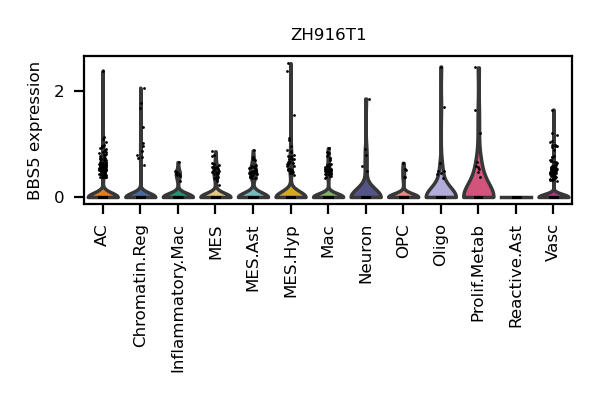 ZH916T1
BBS5 expression
2
0
AC
Chromatin.Reg
Inflammatory.Mac
MES
MES.Ast
MES.Hyp
Mac
Neuron
OPC
Oligo
Prolif.Metab
Reactive.Ast
Vasc